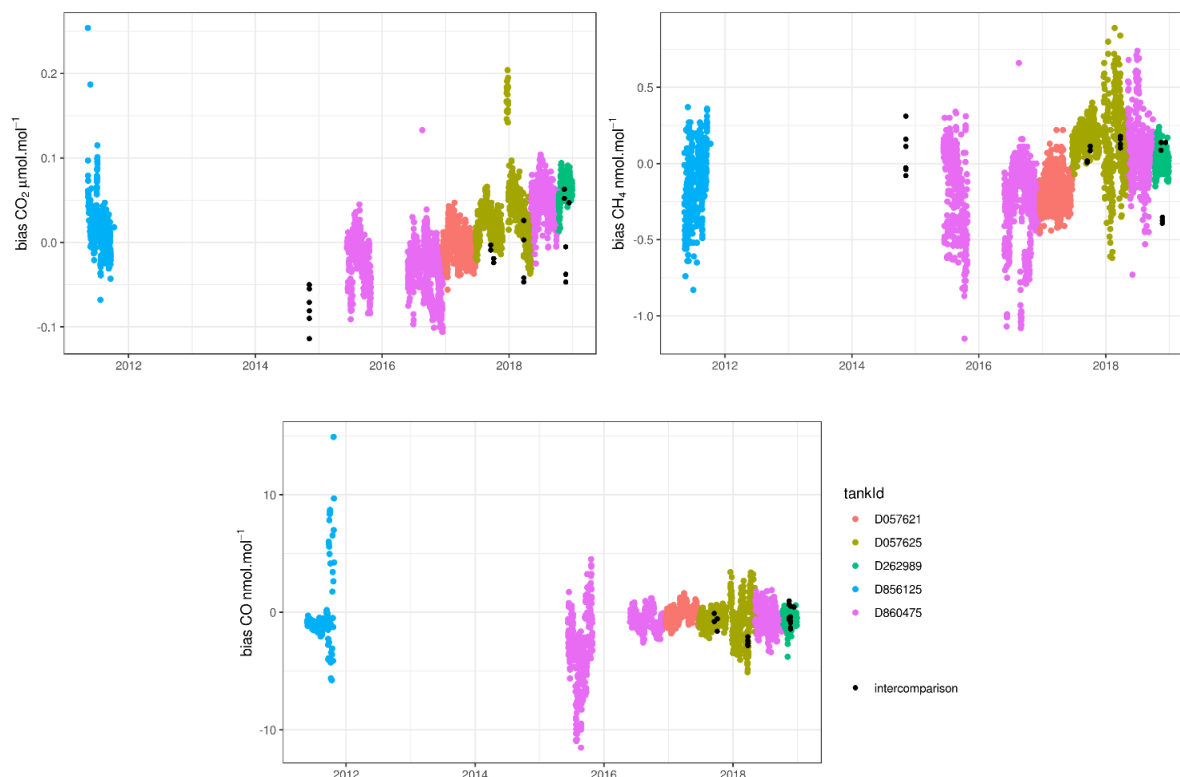 bias CO₂ µmol.mol⁻¹
0.2
0.1
0.0
-0.1
2012 2014 2016 2018
bias CH₄ nmol.mol⁻¹
0.5
0.0
-0.5
-1.0
2012 2014 2016 2018
bias CO nmol.mol⁻¹
10
0
-10
2012 2014 2016 2018
tankId
D057621
D057625
D262989
D856125
D860475
intercomparison